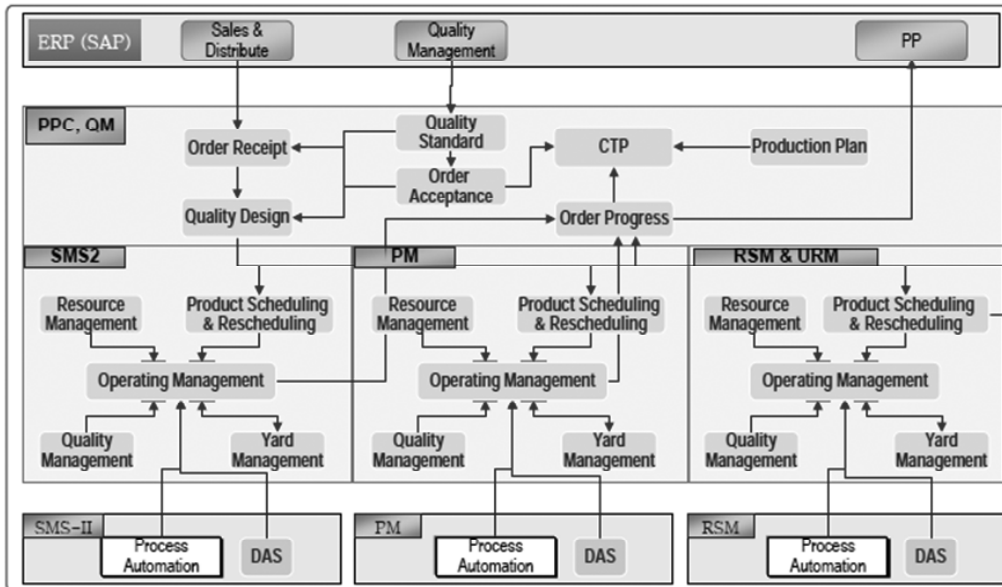 ERP (SAP)
Sales &
Distribute
Quality
Management
PP
PPC, QM
Order Receipt
Quality
Standard
CTP
Production Plan
Order
Acceptance
Quality Design
Order Progress
SMS2
Resource
Management
Product Scheduling
& Rescheduling
Operating Management
Quality
Management
Yard
Management
PM
Resource
Management
Product Scheduling
& Rescheduling
Operating Management
Quality
Management
Yard
Management
RSM & URM
Resource
Management
Product Scheduling
& Rescheduling
Operating Management
Quality
Management
Yard
Management
SMS-II
Process
Automation
DAS
PM
Process
Automation
DAS
RSM
Process
Automation
DAS